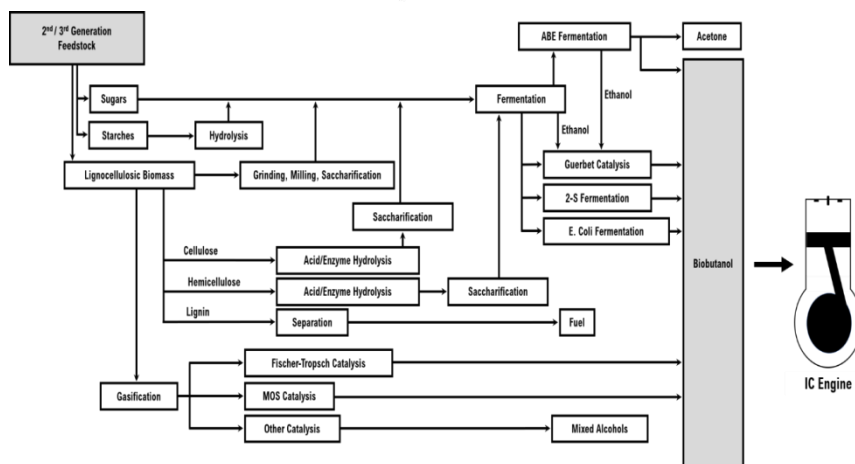 2nd / 3rd Generation
Feedstock
ABE Fermentation
Acetone
Sugars
Fermentation
Ethanol
Starches
Hydrolysis
Ethanol
Lignocellulosic Biomass
Grinding, Milling, Saccharification
Guerbet Catalysis
2-S Fermentation
Saccharification
E. Coli Fermentation
Cellulose
Acid/Enzyme Hydrolysis
Biobutanol
Hemicellulose
Acid/Enzyme Hydrolysis
Saccharification
Lignin
Separation
Fuel
Fischer-Tropsch Catalysis
IC Engine
Gasification
MOS Catalysis
Other Catalysis
Mixed Alcohols